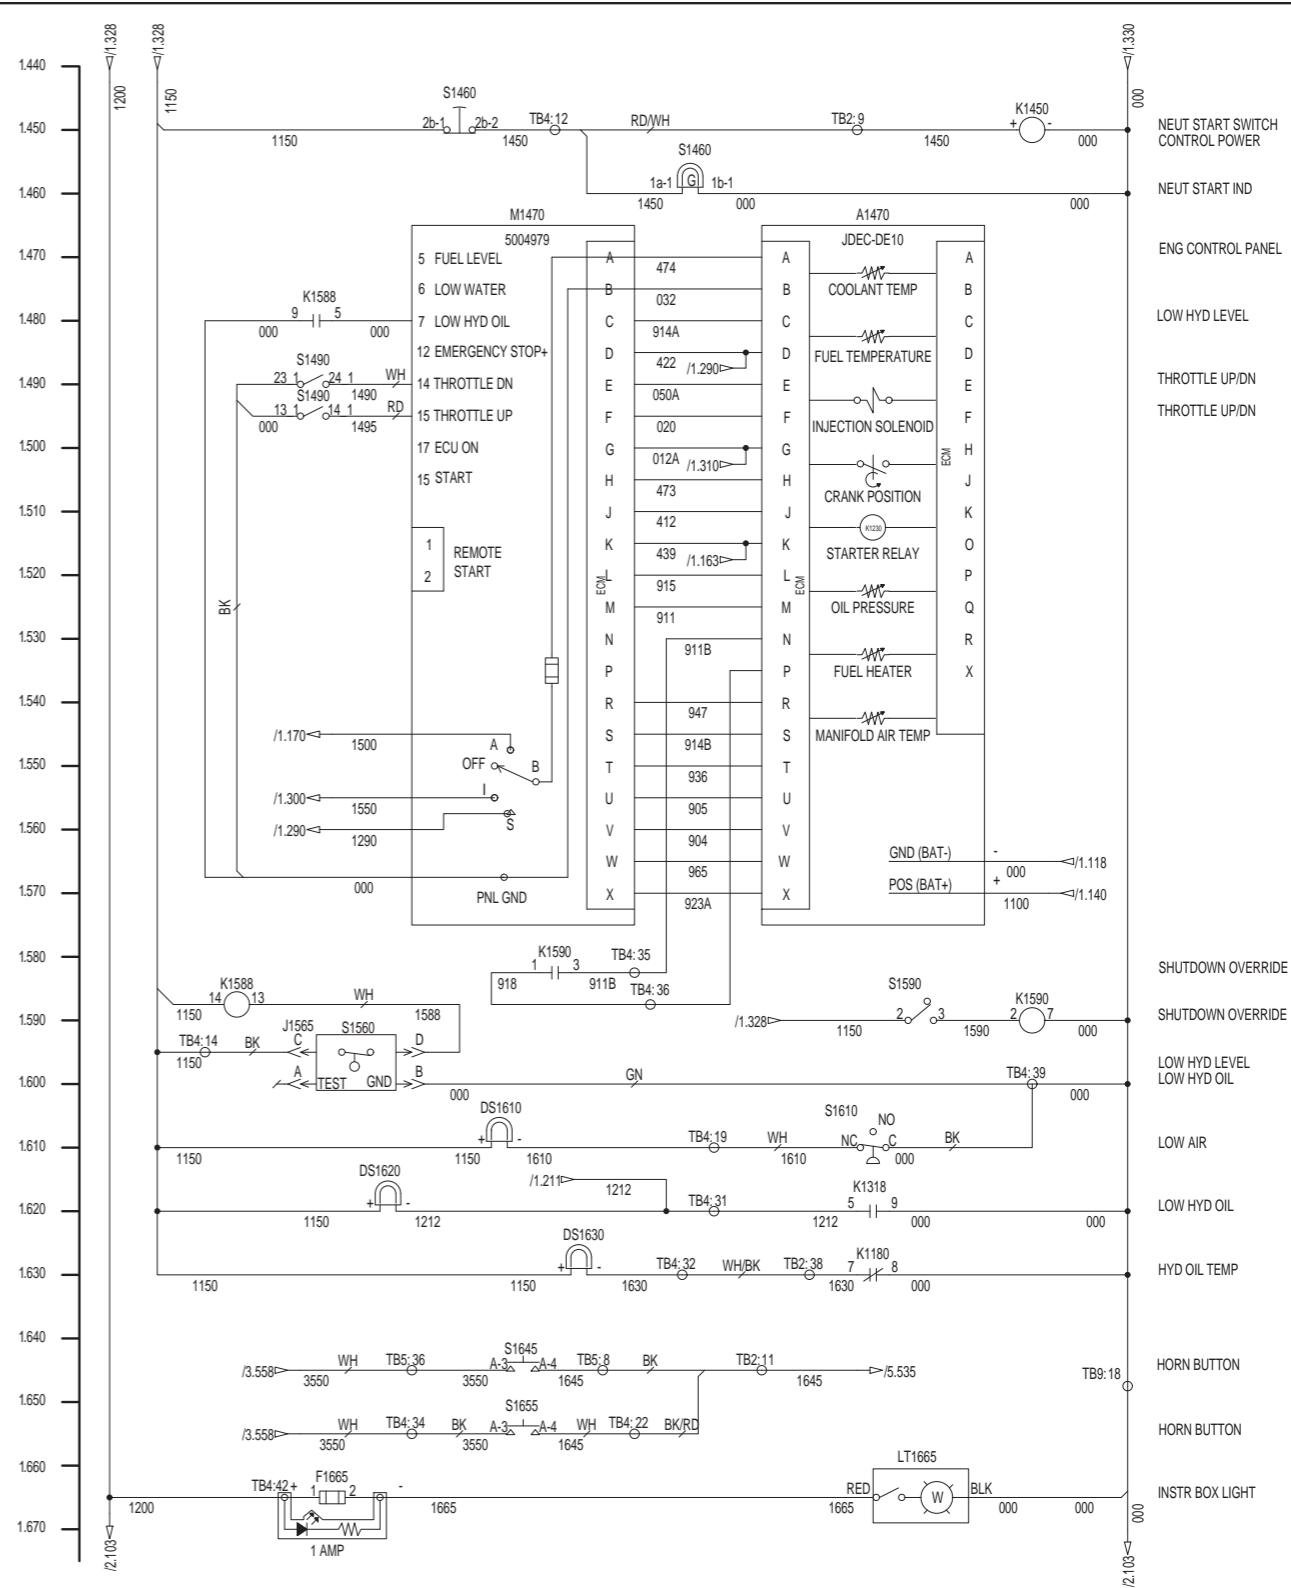 /1.328
/1.328
/1.330
1.440
1200
1150
000
S1460
K1450
1.450
2b-1
2b-2
TB4:12
RD/WH
TB2:9
+
-
NEUT START SWITCH
CONTROL POWER
1150
1450
1450
000
S1460
1.460
1a-1
G
1b-1
NEUT START IND
1450
000
000
M1470
A1470
5004979
JDEC-DE10
ENG CONTROL PANEL
1.470
5 FUEL LEVEL
A
474
A
A
COOLANT TEMP
6 LOW WATER
B
032
B
B
K1588
1.480
9
5
000
000
7 LOW HYD OIL
C
914A
C
C
LOW HYD LEVEL
FUEL TEMPERATURE
12 EMERGENCY STOP+
D
422
/1.290
D
D
S1490
1.490
23
1
24
1
WH
1490
14 THROTTLE DN
E
050A
E
E
THROTTLE UP/DN
S1490
13
1
14
1
RD
000
1495
15 THROTTLE UP
F
020
F
F
THROTTLE UP/DN
INJECTION SOLENOID
1.500
17 ECU ON
G
012A
/1.310
G
ECM
H
15 START
H
473
H
J
CRANK POSITION
1.510
J
412
J
K
K1230
STARTER RELAY
1
REMOTE
START
2
K
439
/1.163
K
O
1.520
L
ECM
915
L
ECM
P
BK
M
911
M
OIL PRESSURE
Q
1.530
N
911B
N
R
P
P
FUEL HEATER
X
1.540
R
947
R
/1.170
1500
A
S
914B
S
MANIFOLD AIR TEMP
1.550
OFF
B
T
936
T
/1.300
1550
I
U
905
U
1.560
/1.290
1290
S
V
904
V
W
965
W
GND (BAT-)
-
000
/1.118
1.570
000
PNL GND
X
923A
X
POS (BAT+)
+
1100
/1.140
1.580
K1590
1
3
TB4:35
918
911B
TB4:36
SHUTDOWN OVERRIDE
K1588
14
13
WH
1150
1588
S1590
K1590
1.590
/1.328
1150
2
3
1590
2
7
000
SHUTDOWN OVERRIDE
TB4:14
BK
1150
J1565
C
S1560
D
LOW HYD LEVEL
LOW HYD OIL
1.600
A
TEST
GND
B
000
GN
TB4:39
000
DS1610
S1610
NO
1.610
+
-
1150
1150
1610
TB4:19
WH
1610
NC
C
000
BK
LOW AIR
DS1620
/1.211
1212
K1318
1.620
+
-
1150
1212
TB4:31
1212
5
9
000
000
LOW HYD OIL
DS1630
K1180
1.630
+
-
1150
1150
1630
TB4:32
WH/BK
TB2:38
1630
7
8
000
HYD OIL TEMP
1.640
S1645
/3.558
WH
3550
TB5:36
3550
A-3
A-4
1645
TB5:8
BK
TB2:11
1645
/5.535
HORN BUTTON
TB9:18
1.650
S1655
/3.558
WH
3550
TB4:34
BK
3550
A-3
A-4
WH
1645
TB4:22
BK/RD
HORN BUTTON
1.660
LT1665
TB4:42
+
F1665
1
2
-
1200
1665
RED
1665
W
BLK
000
000
INSTR BOX LIGHT
000
1.670
1 AMP
/2.103
/2.103